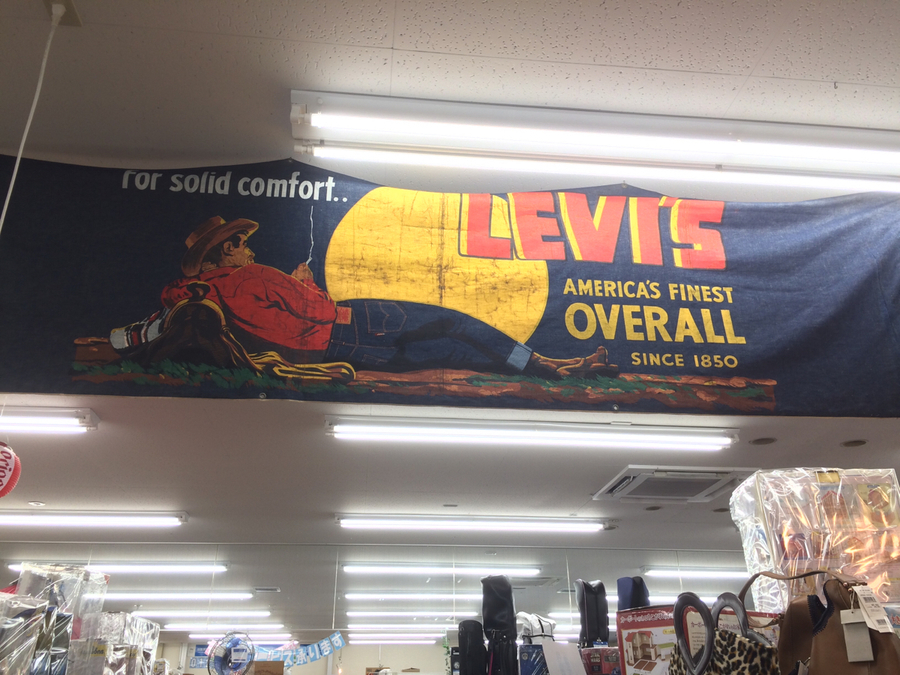 For solid comfort..
LEVI'S
AMERICA'S FINEST
OVERALL
SINCE 1850